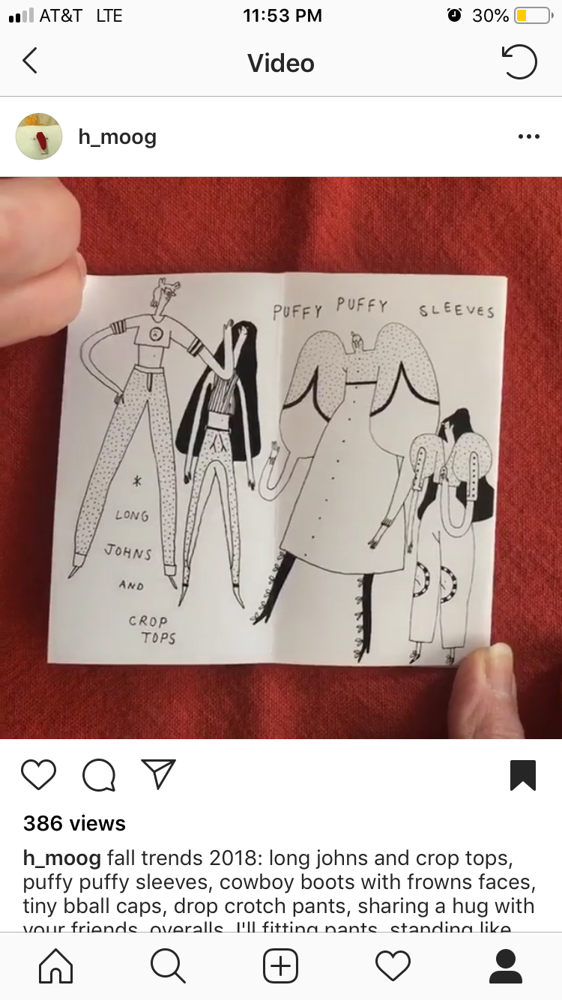 AT&T LTE 11:53 PM 30%
Video
h_moog
PUFFY PUFFY SLEEVES
* LONG
JOHNS
AND
CROP
TOPS
386 views
h_moog fall trends 2018: long johns and crop tops,
puffy puffy sleeves, cowboy boots with frowns faces,
tiny bball caps, drop crotch pants, sharing a hug with
your friends, overalls, I'll fitting pants, standing like